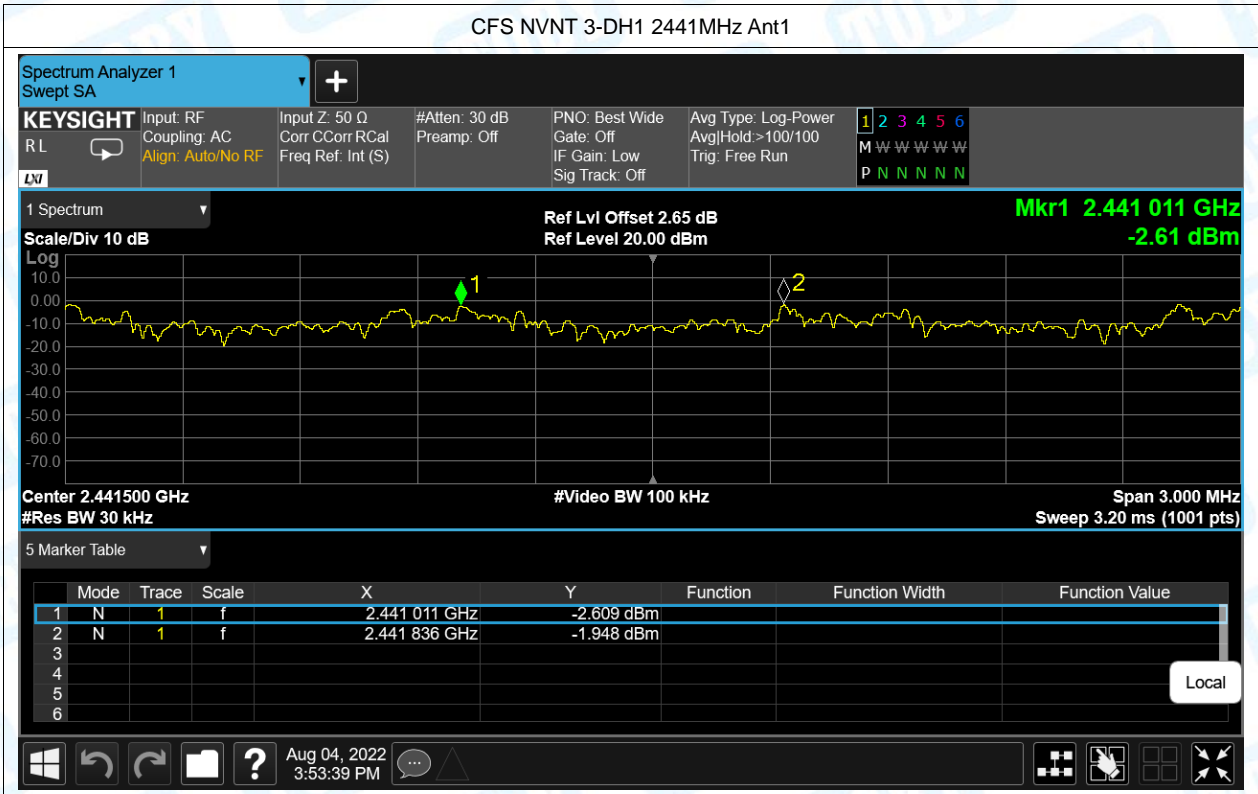 CFS NVNT 3-DH1 2441MHz Ant1
Spectrum Analyzer 1
Swept SA
KEYSIGHT
RL
LXI
Input: RF
Coupling: AC
Align: Auto/No RF
Input Z: 50 Ω
Corr CCorr RCal
Freq Ref: Int (S)
#Atten: 30 dB
Preamp: Off
PNO: Best Wide
Gate: Off
IF Gain: Low
Sig Track: Off
Avg Type: Log-Power
Avg|Hold:>100/100
Trig: Free Run
1 2 3 4 5 6
M W W W W W
P N N N N N
1 Spectrum
Scale/Div 10 dB
Ref Lvl Offset 2.65 dB
Ref Level 20.00 dBm
Mkr1 2.441 011 GHz
-2.61 dBm
Log
10.0
0.00
-10.0
-20.0
-30.0
-40.0
-50.0
-60.0
-70.0
1
2
Center 2.441500 GHz
#Video BW 100 kHz
Span 3.000 MHz
#Res BW 30 kHz
Sweep 3.20 ms (1001 pts)
5 Marker Table
Mode Trace Scale X Y Function Function Width Function Value
1 N 1 f 2.441 011 GHz -2.609 dBm
2 N 1 f 2.441 836 GHz -1.948 dBm
3
4
5
6
Local
?
Aug 04, 2022
3:53:39 PM